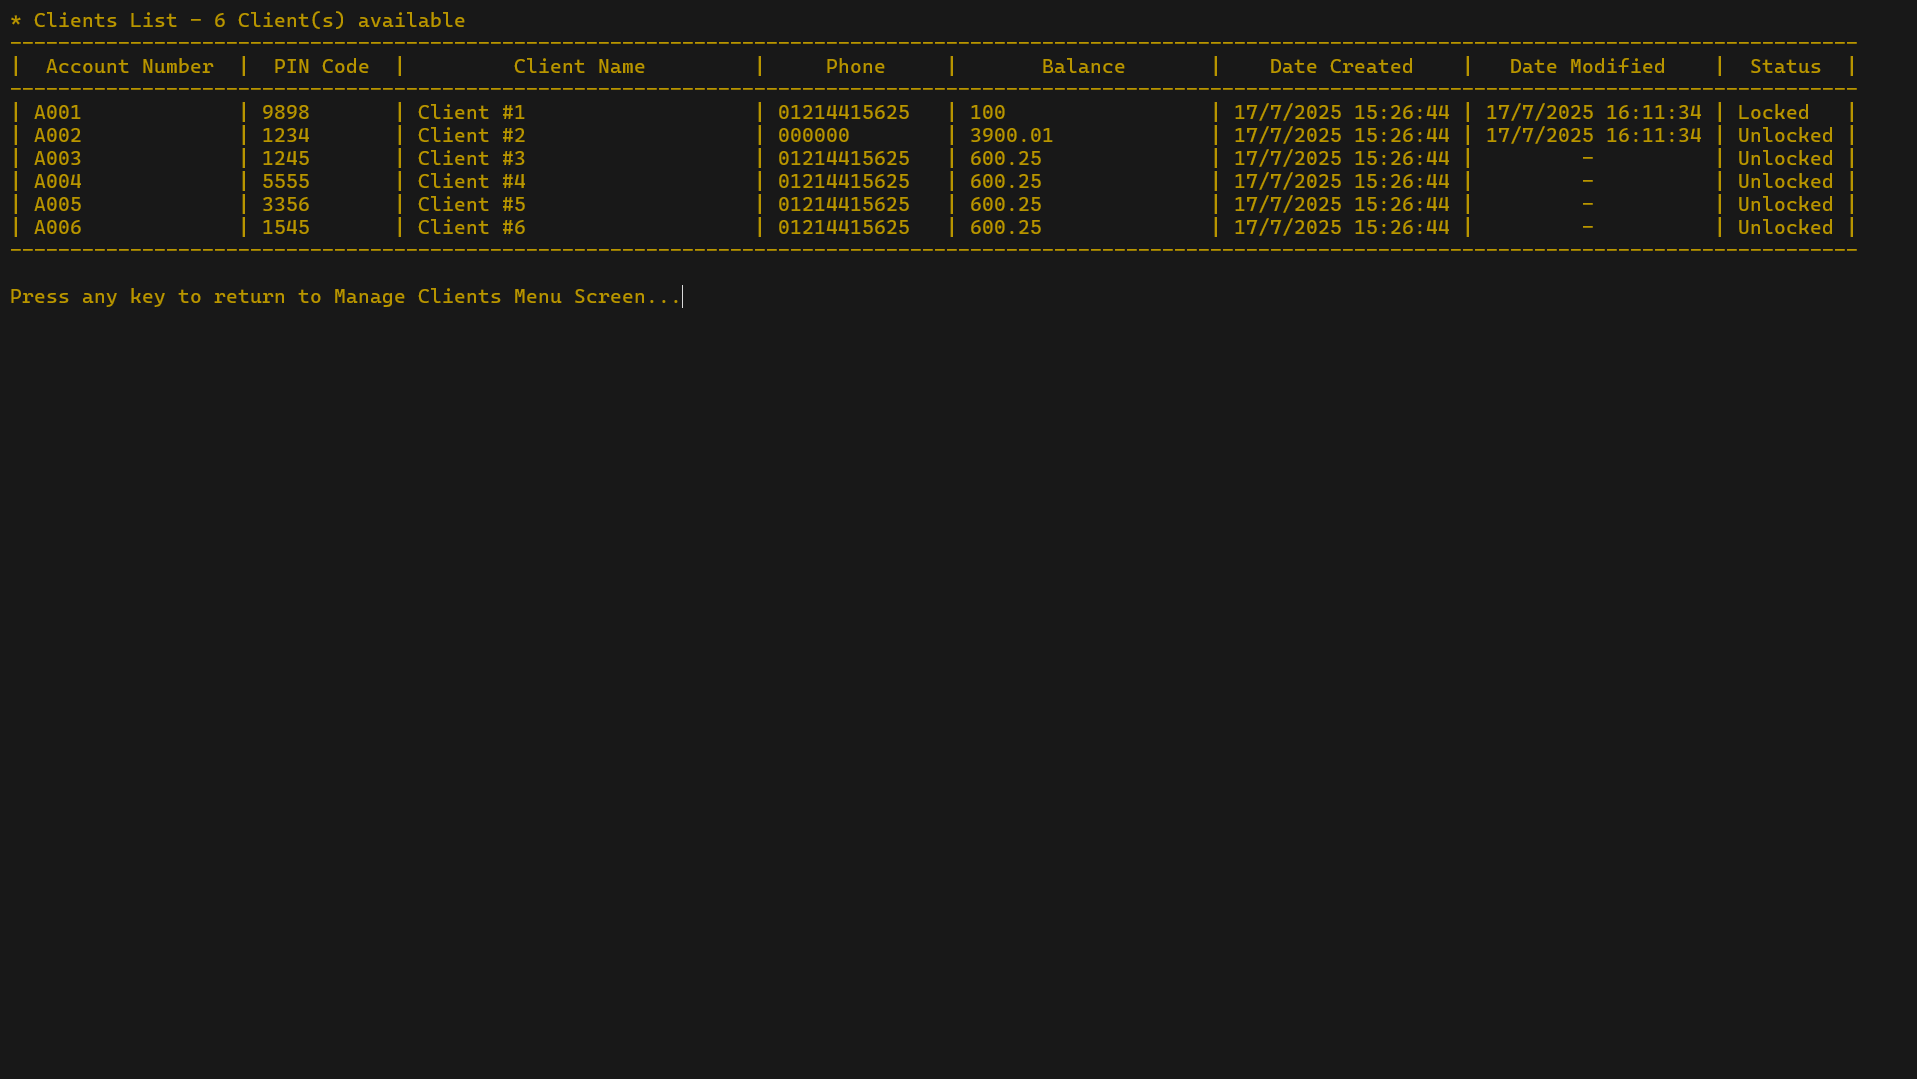 * Clients List - 6 Client(s) available
----------------------------------------------------------------------------------------------------------------------------------------------------------
|  Account Number  |  PIN Code  |         Client Name         |     Phone     |       Balance       |    Date Created    |   Date Modified    |  Status  |
----------------------------------------------------------------------------------------------------------------------------------------------------------
| A001             | 9898       | Client #1                   | 01214415625   | 100                 | 17/7/2025 15:26:44 | 17/7/2025 16:11:34 | Locked   |
| A002             | 1234       | Client #2                   | 000000        | 3900.01             | 17/7/2025 15:26:44 | 17/7/2025 16:11:34 | Unlocked |
| A003             | 1245       | Client #3                   | 01214415625   | 600.25              | 17/7/2025 15:26:44 |         -          | Unlocked |
| A004             | 5555       | Client #4                   | 01214415625   | 600.25              | 17/7/2025 15:26:44 |         -          | Unlocked |
| A005             | 3356       | Client #5                   | 01214415625   | 600.25              | 17/7/2025 15:26:44 |         -          | Unlocked |
| A006             | 1545       | Client #6                   | 01214415625   | 600.25              | 17/7/2025 15:26:44 |         -          | Unlocked |
----------------------------------------------------------------------------------------------------------------------------------------------------------
Press any key to return to Manage Clients Menu Screen...